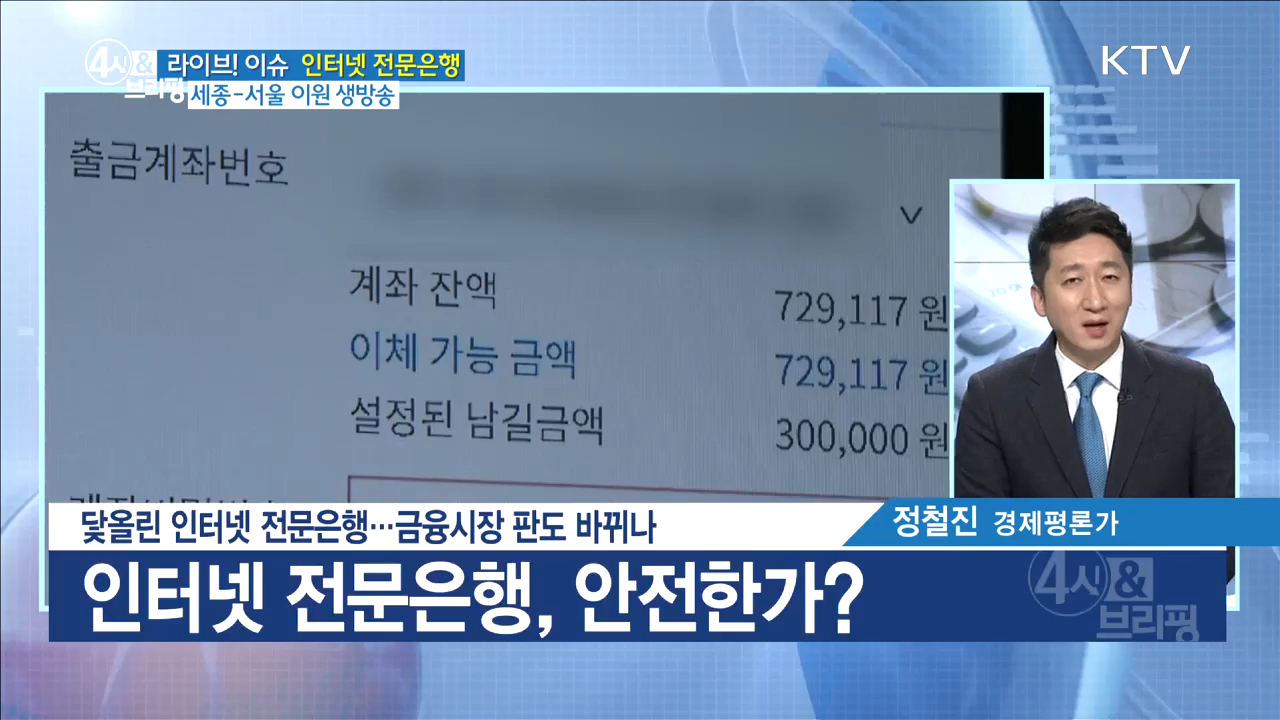 4시&브리핑
라이브! 이슈 인터넷 전문은행
세종-서울 이원 생방송
KTV
출금계좌번호
계좌 잔액 729,117 원
이체 가능 금액 729,117 원
설정된 남길금액 300,000 원
닻올린 인터넷 전문은행…금융시장 판도 바뀌나
정철진 경제평론가
인터넷 전문은행, 안전한가?
4시&브리핑